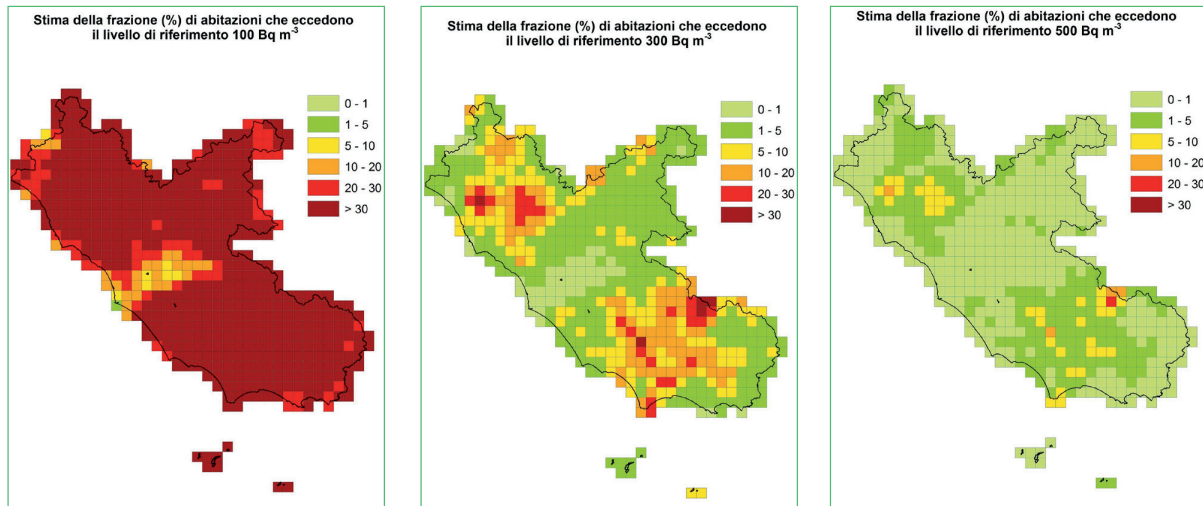 Stima della frazione (%) di abitazioni che eccedono
il livello di riferimento 100 Bq m-3
0 - 1
1 - 5
5 - 10
10 - 20
20 - 30
> 30
Stima della frazione (%) di abitazioni che eccedono
il livello di riferimento 300 Bq m-3
0 - 1
1 - 5
5 - 10
10 - 20
20 - 30
> 30
Stima della frazione (%) di abitazioni che eccedono
il livello di riferimento 500 Bq m-3
0 - 1
1 - 5
5 - 10
10 - 20
20 - 30
> 30